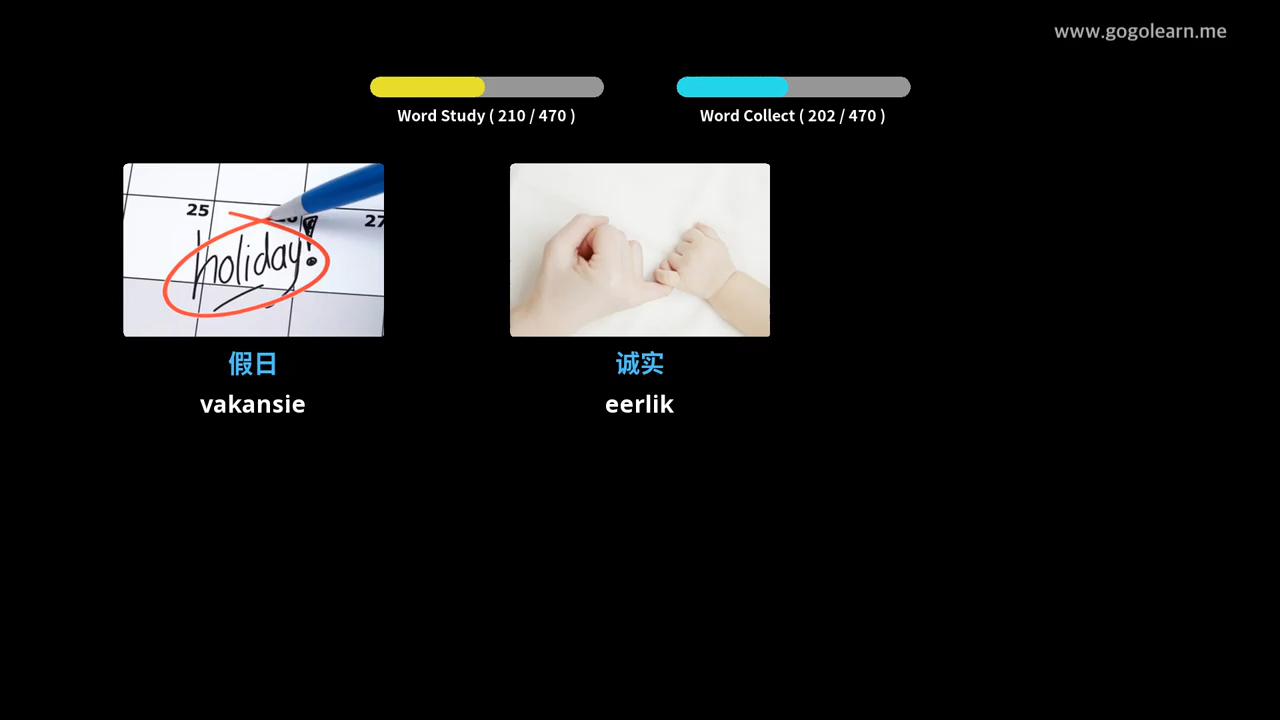 www.gogolearn.me
Word Study ( 210 / 470 )
Word Collect ( 202 / 470 )
25
27
holiday!
假日
vakansie
诚实
eerlik